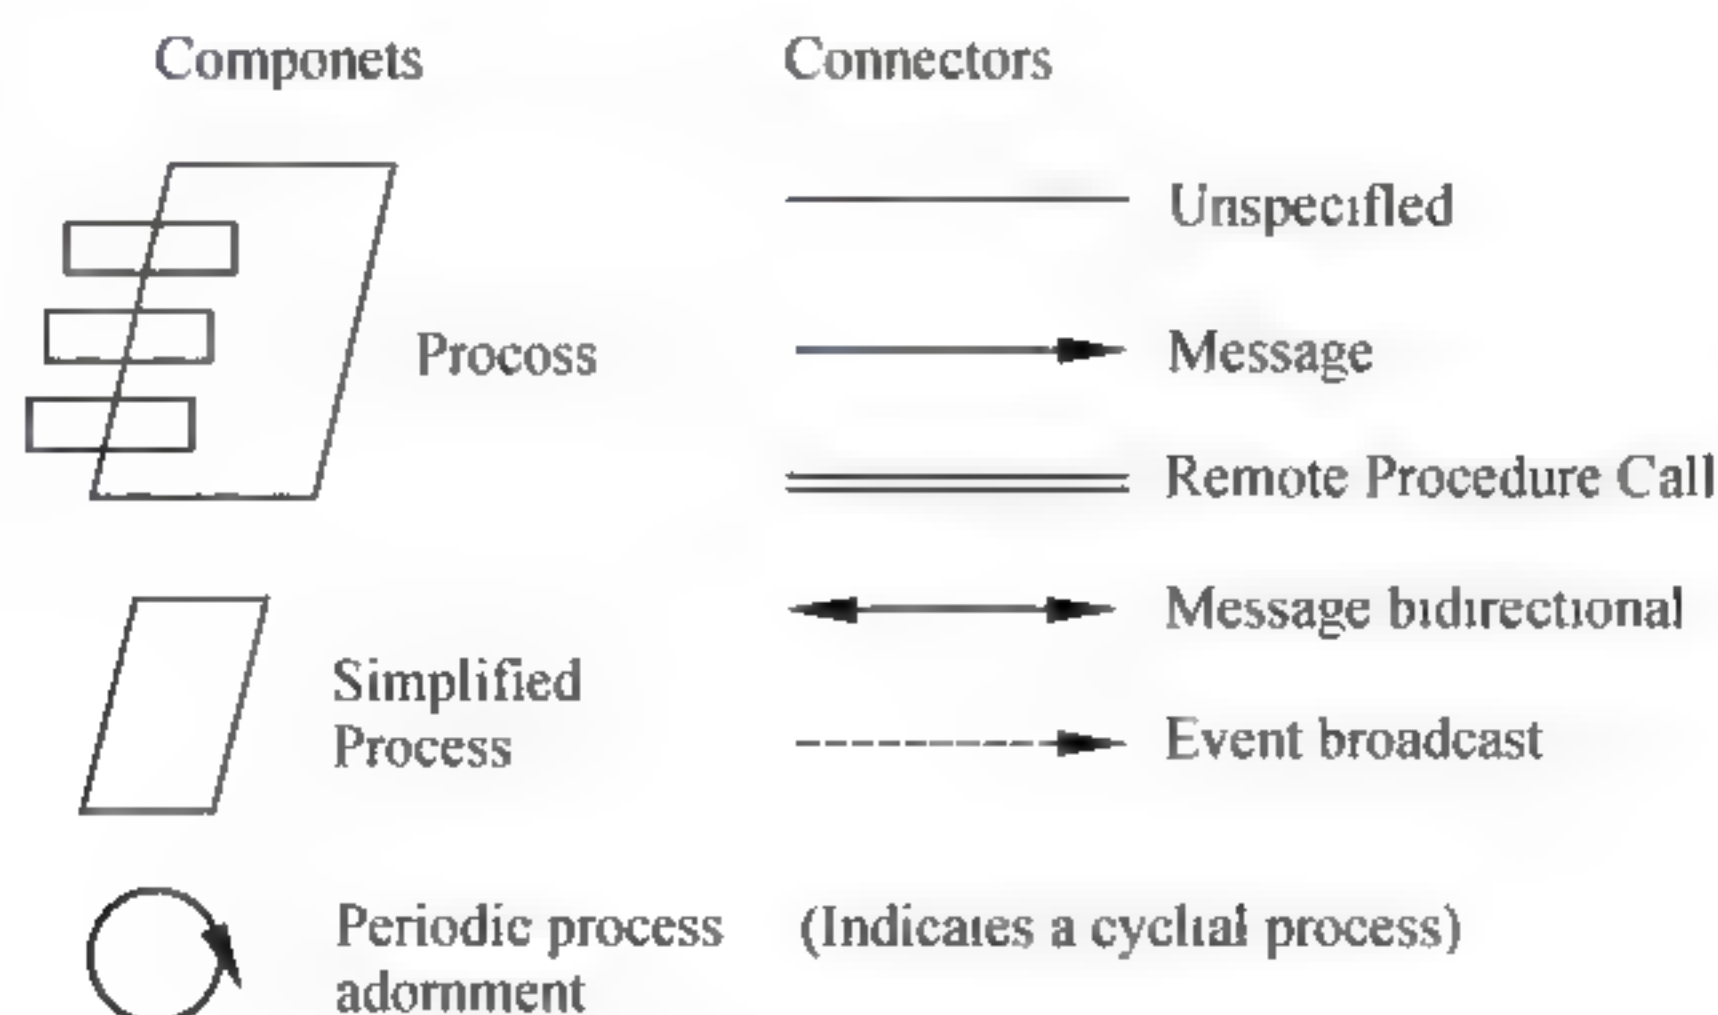 Componets
Connectors
Unspecified
Procoss
Message
Remote Procedure Call
Message bidirectional
Simplified
Process
Event broadcast
Periodic process
adornment
(Indicates a cyclial process)